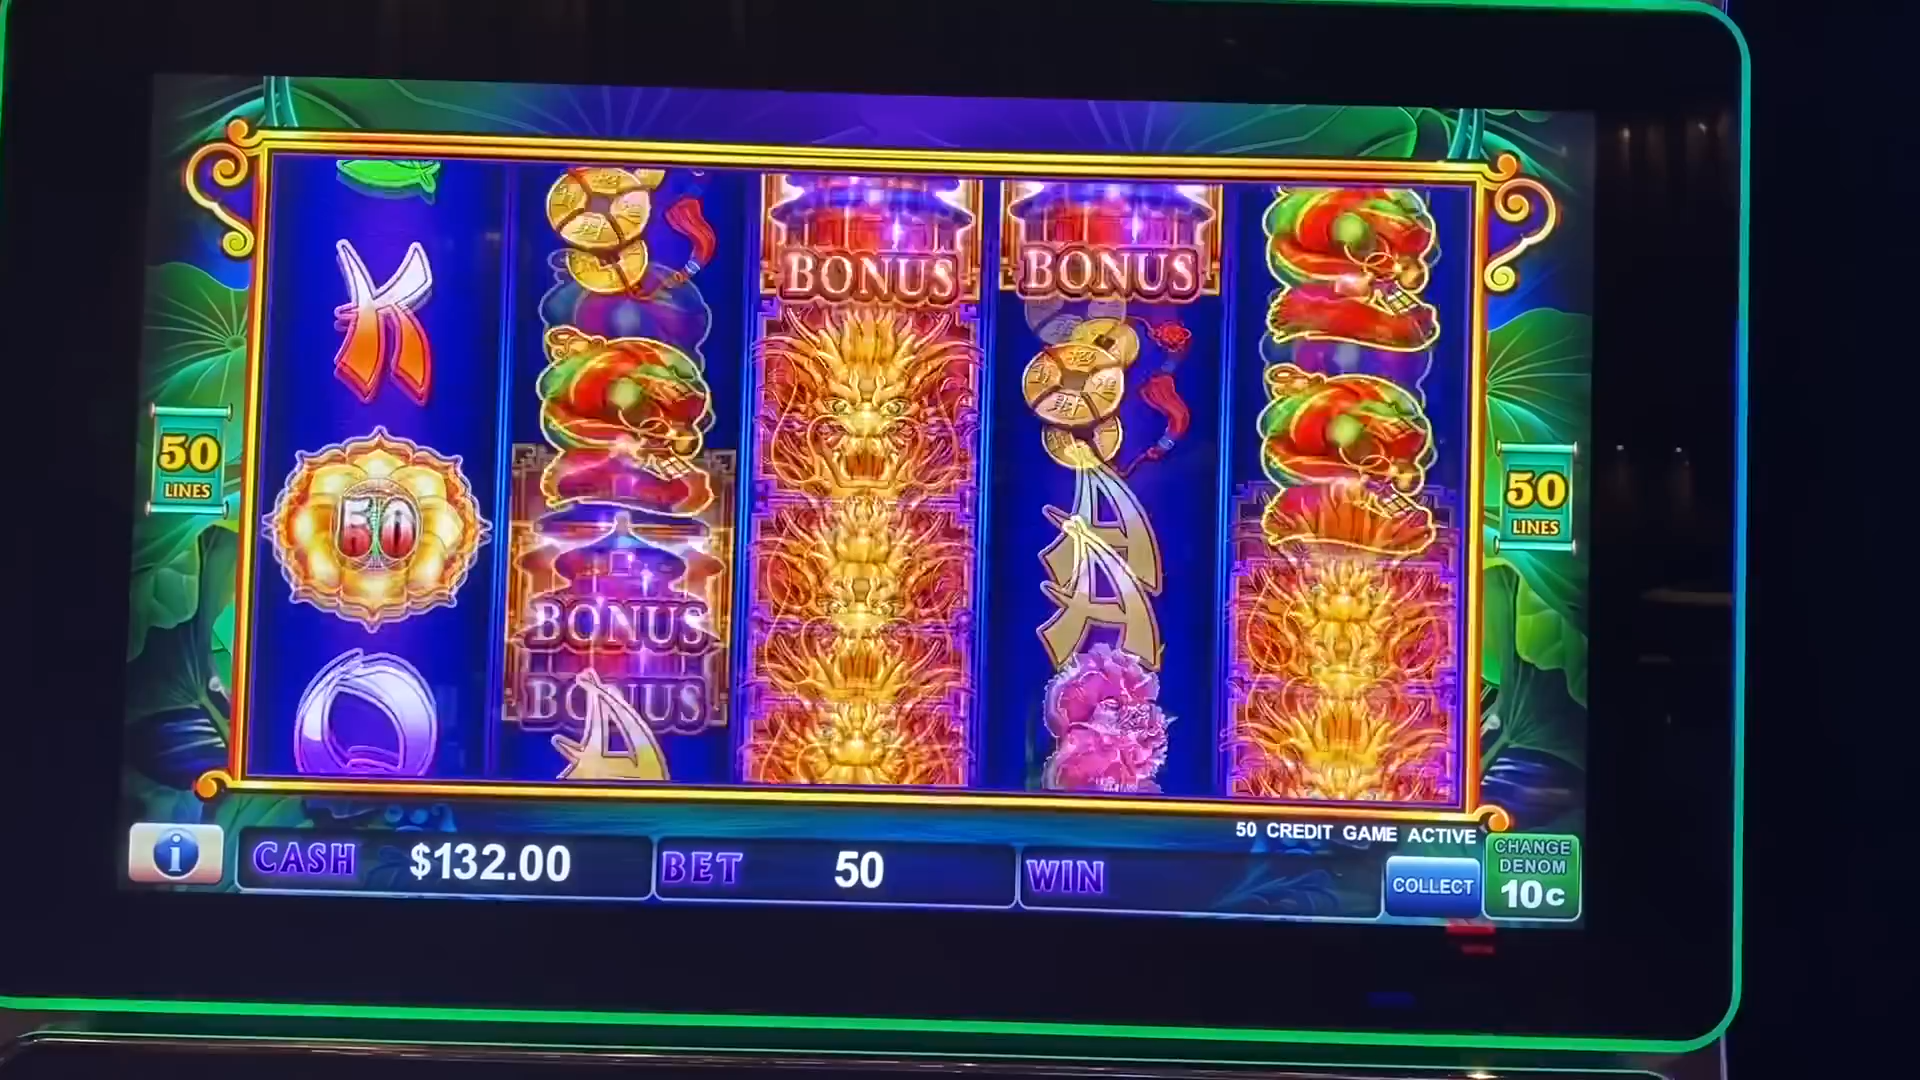 BONUS
BONUS
K
50
50
LINES
50
LINES
A
A
BONUS
BONUS
Q
A
50 CREDIT GAME ACTIVE
i
CASH
$132.00
BET
50
WIN
COLLECT
CHANGE
DENOM
10c